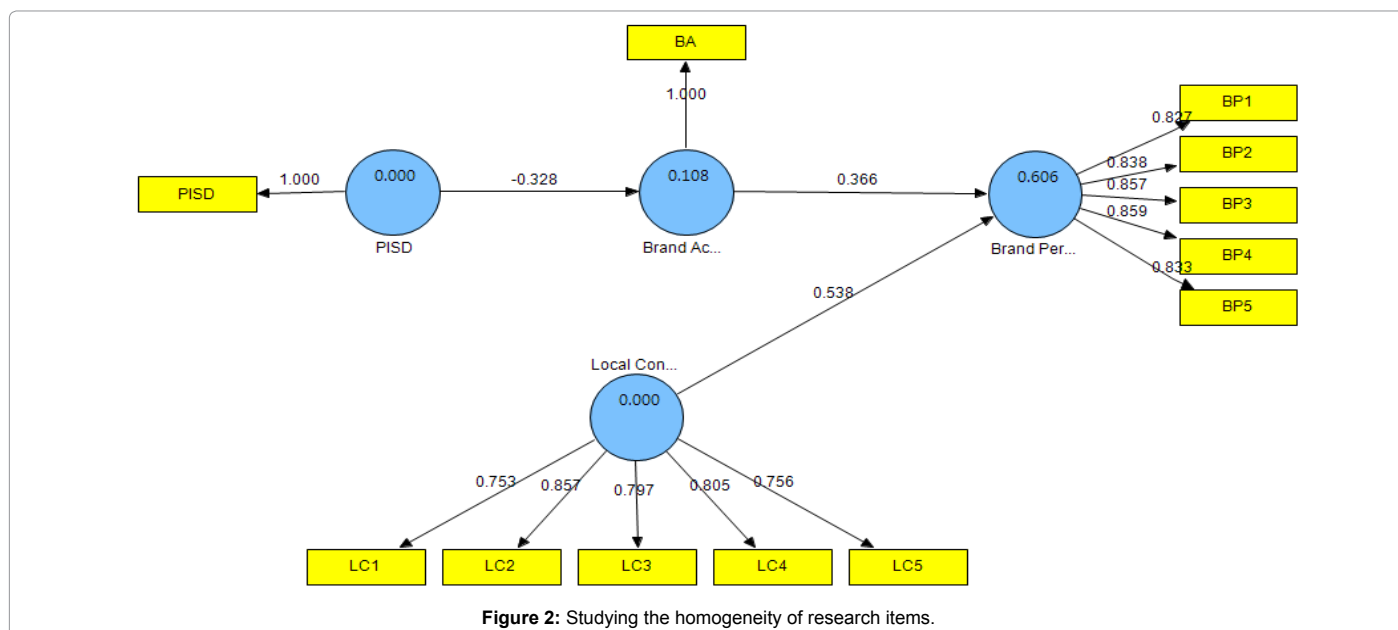 BA
1.000
BP1
0.827
BP2
0.838
0.000
0.108
0.606
PISD
1.000
-0.328
0.366
0.857
BP3
0.859
BP4
PISD
Brand Ac...
Brand Per...
0.833
BP5
0.538
Local Con...
0.000
0.753
0.857
0.797
0.805
0.756
LC1
LC2
LC3
LC4
LC5
Figure 2: Studying the homogeneity of research items.